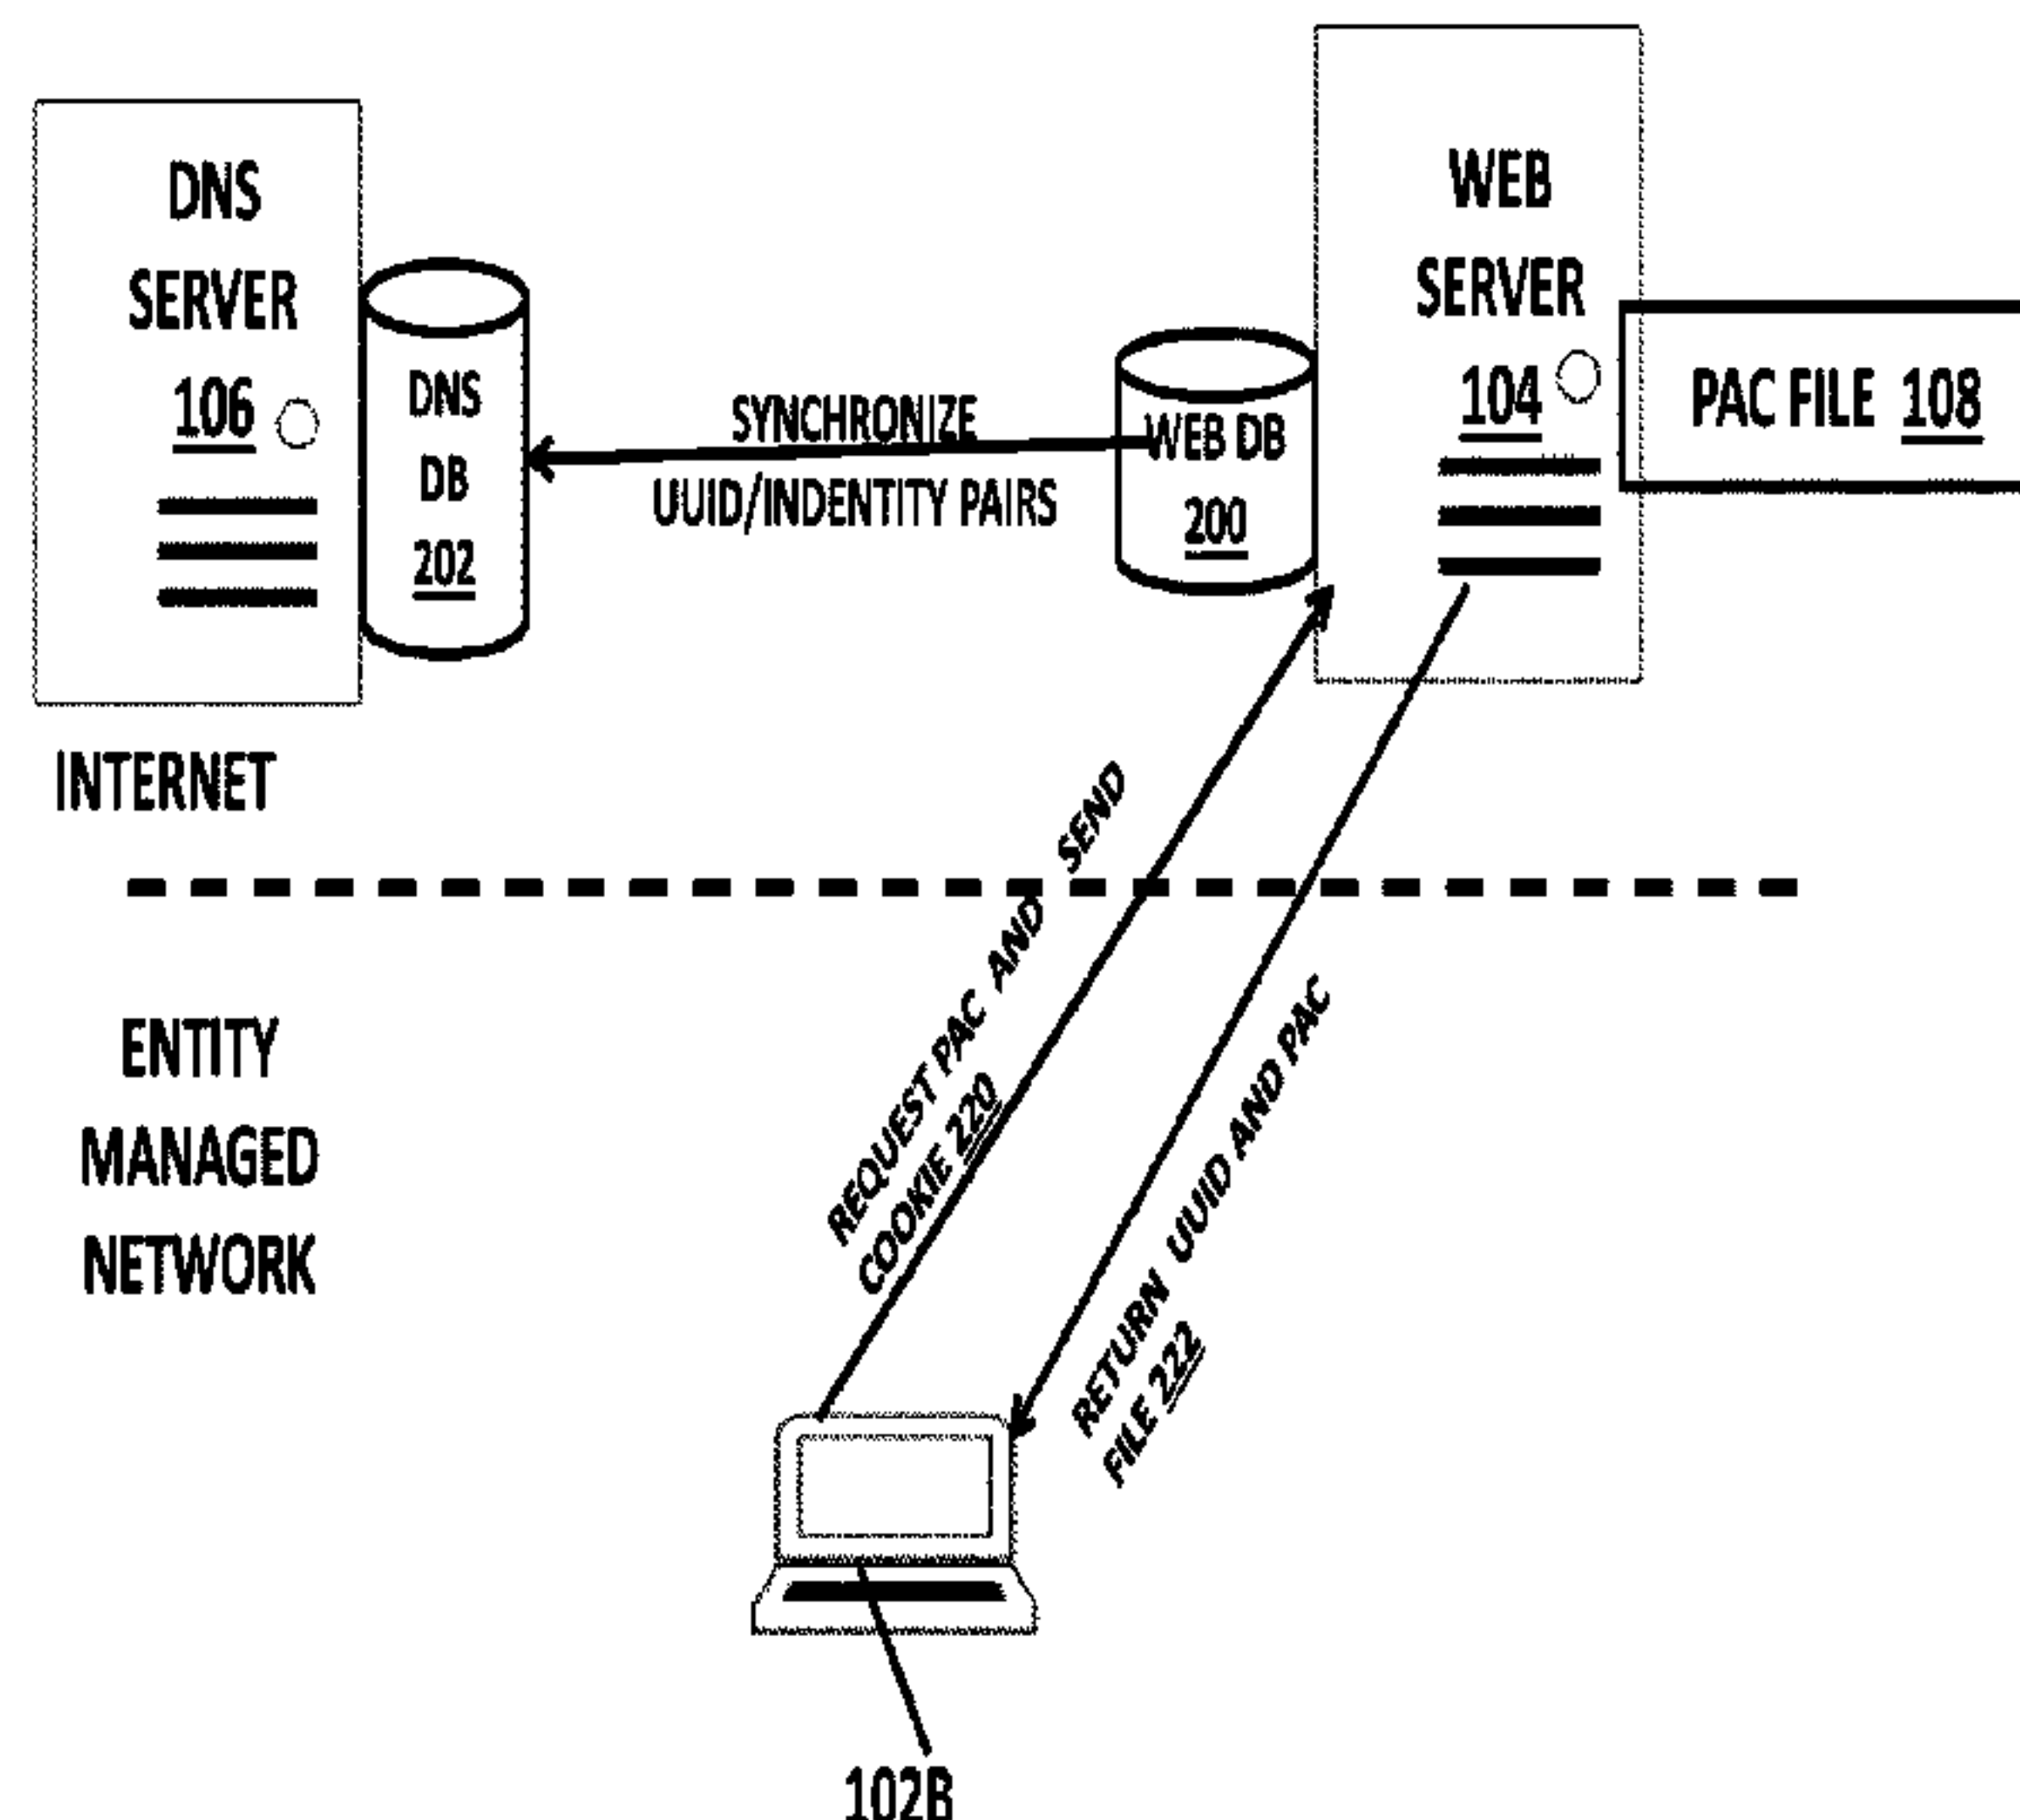 DNS
SERVER
106
DNS
DB
202
SYNCHRONIZE
UUID/INDENTITY PAIRS
WEB DB
200
WEB
SERVER
104
PAC FILE 108
INTERNET
REQUEST PAC AND SEND
COOKIE 220
RETURN UUID AND PAC
FILE 222
ENTITY
MANAGED
NETWORK
102B